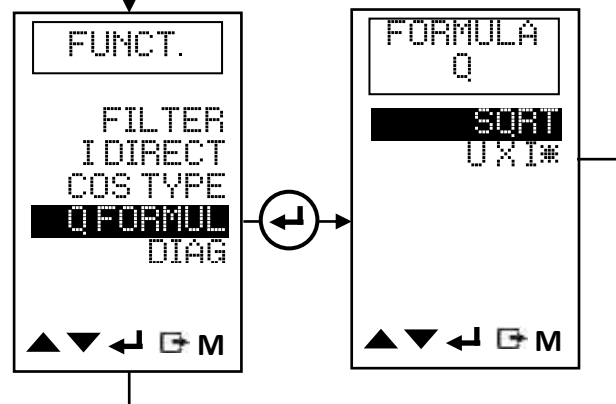 FUNCT.
FILTER
I DIRECT
COS TYPE
Q FORMUL
DIAG
M
FORMULA
Q
SQRT
U X I*
M